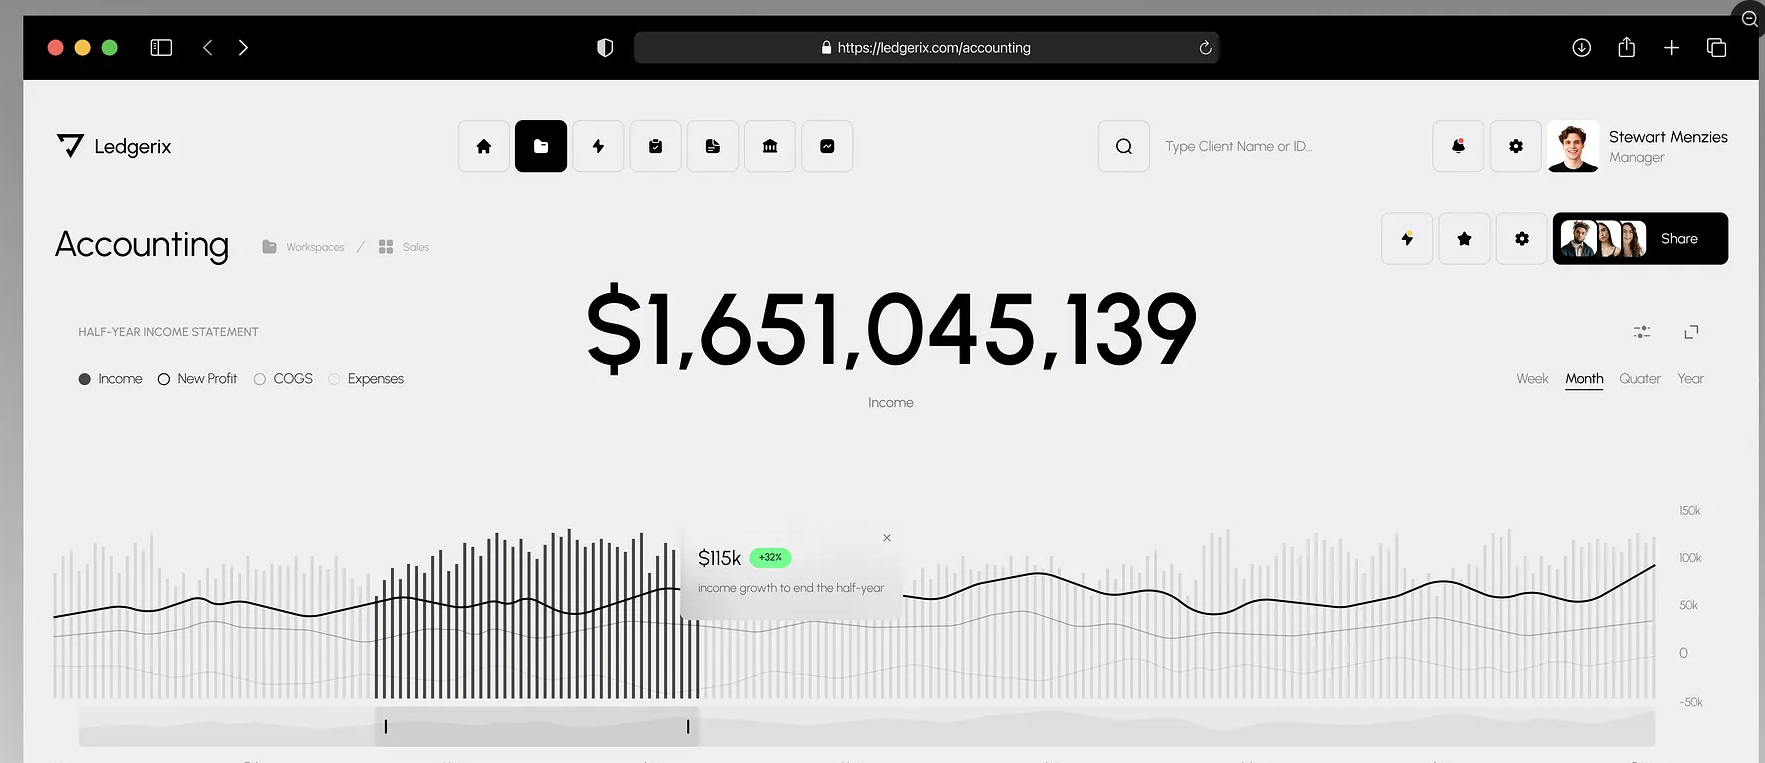 https://ledgerix.com/accounting
Ledgerix
Type Client Name or ID...
Stewart Menzies
Manager
Accounting
Workspaces / Sales
Share
$1,651,045,139
Income
HALF-YEAR INCOME STATEMENT
Income
New Profit
COGS
Expenses
Week
Month
Quater
Year
150k
100k
50k
0
-50k
$115k
+32%
income growth to end the half-year